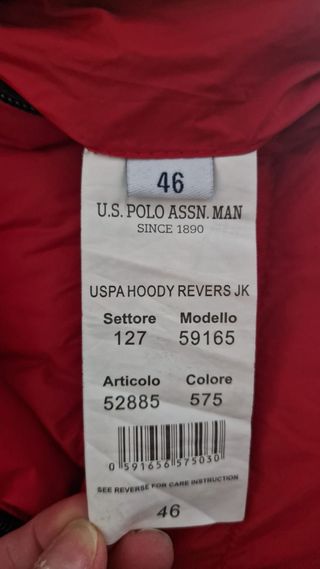 46
U.S. POLO ASSN. MAN
SINCE 1890
USPA HOODY REVERS JK
Settore Modello
127 59165
Articolo Colore
52885 575
0 591656 575030
SEE REVERSE FOR CARE INSTRUCTION
46